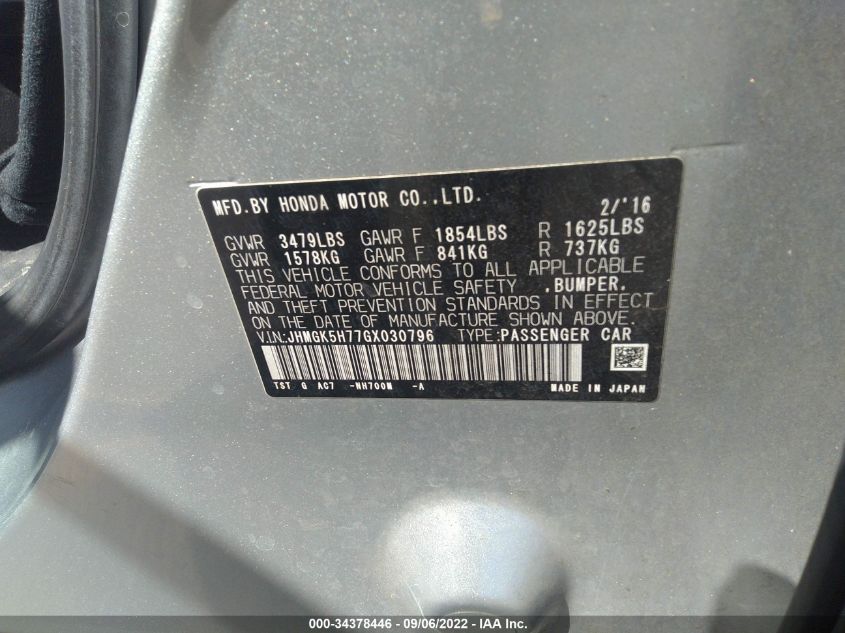 MFD.BY HONDA MOTOR CO.,LTD. 2/'16
GVWR 3479LBS GAWR F 1854LBS R 1625LBS
GVWR 1578KG GAWR F 841KG R 737KG
THIS VEHICLE CONFORMS TO ALL APPLICABLE
FEDERAL MOTOR VEHICLE SAFETY ,BUMPER,
AND THEFT PREVENTION STANDARDS IN EFFECT
ON THE DATE OF MANUFACTURE SHOWN ABOVE.
V.IN.:JHMGK5H77GX030796 TYPE:PASSENGER CAR
TST G AC7 -NH700M -A MADE IN JAPAN
000-34378446 - 09/06/2022 - IAA Inc.